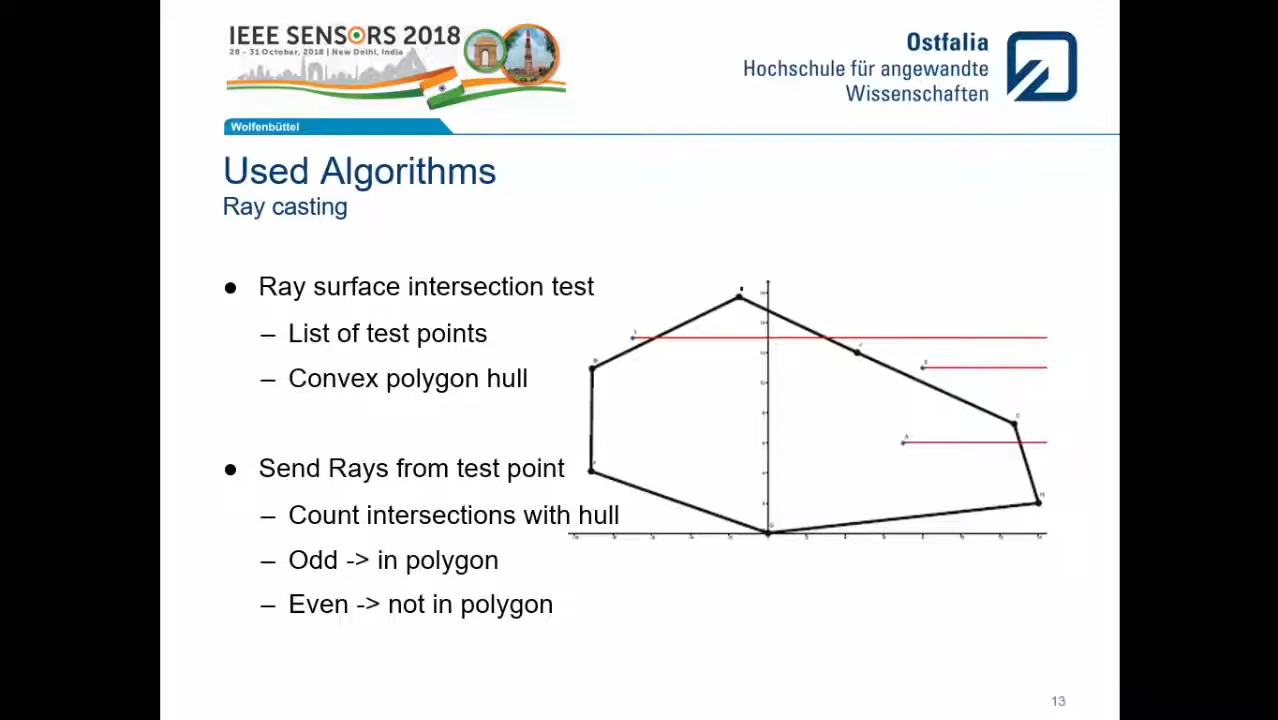 IEEE SENSORS 2018
28 - 31 October, 2018 | New Delhi, India
Ostfalia
Hochschule für angewandte
Wissenschaften
Wolfenbüttel
Used Algorithms
Ray casting
● Ray surface intersection test
– List of test points
– Convex polygon hull
● Send Rays from test point
– Count intersections with hull
– Odd -> in polygon
– Even -> not in polygon
13